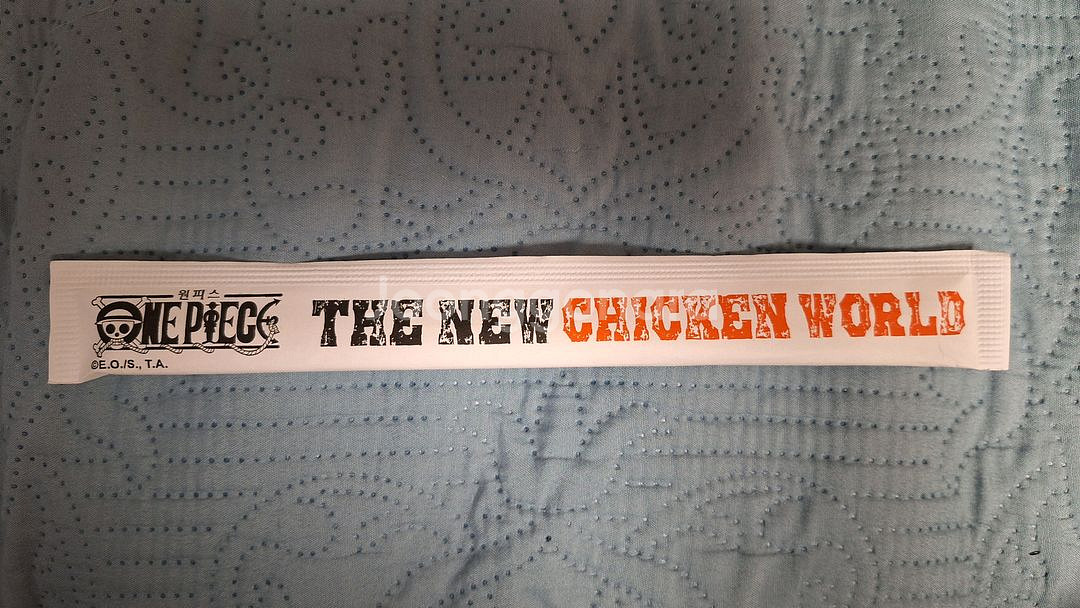 원피스
ONE PIECE THE NEW CHICKEN WORLD
©E.O./S., T.A.